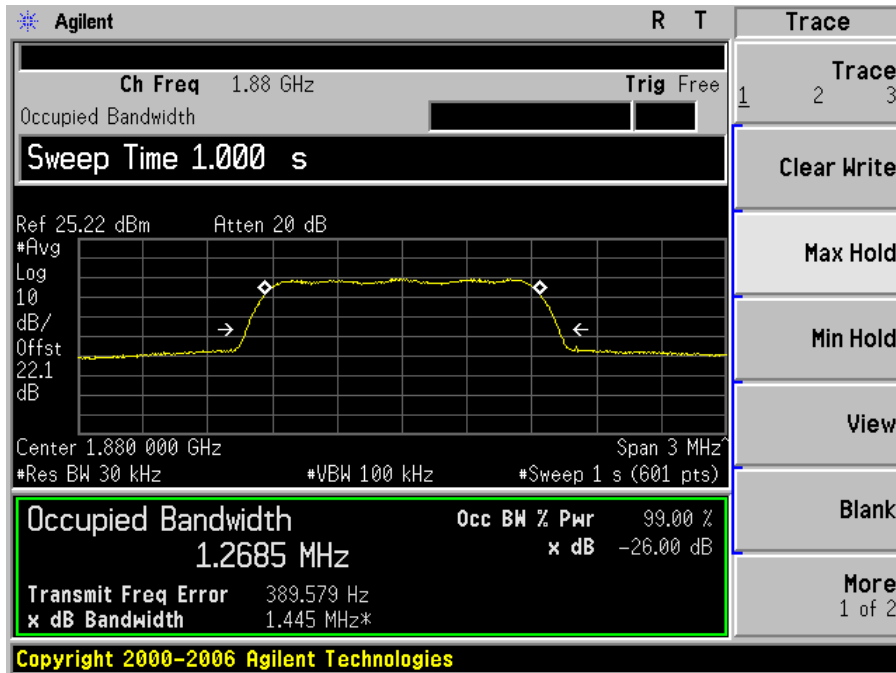 Agilent R T Trace
Ch Freq 1.88 GHz Trig Free
Occupied Bandwidth
Trace
1 2 3
Sweep Time 1.000 s
Clear Write
Ref 25.22 dBm Atten 20 dB
#Avg
Log
10
dB/
Offst
22.1
dB
Max Hold
Min Hold
Center 1.880 000 GHz Span 3 MHz^
#Res BW 30 kHz #VBW 100 kHz #Sweep 1 s (601 pts)
View
Occupied Bandwidth Occ BW % Pwr 99.00 %
1.2685 MHz x dB -26.00 dB
Blank
Transmit Freq Error 389.579 Hz
x dB Bandwidth 1.445 MHz*
More
1 of 2
Copyright 2000-2006 Agilent Technologies